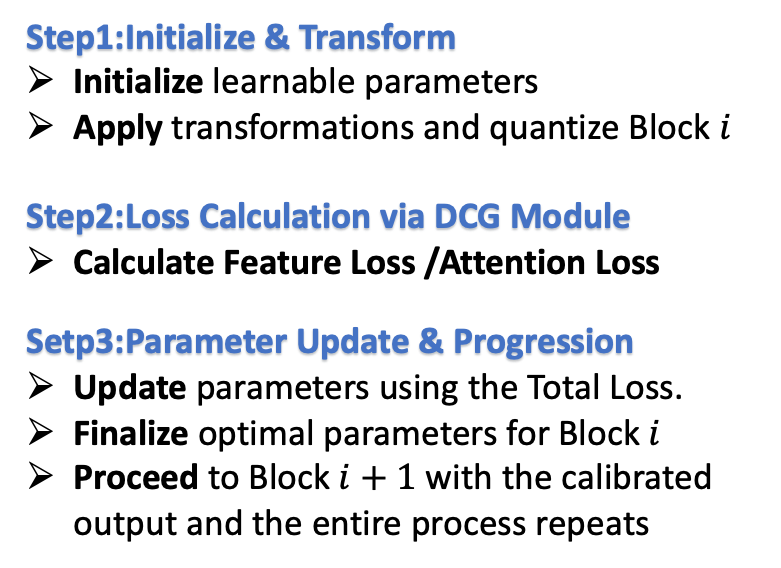 Step1:Initialize & Transform
➢ Initialize learnable parameters
➢ Apply transformations and quantize Block i
Step2:Loss Calculation via DCG Module
➢ Calculate Feature Loss /Attention Loss
Setp3:Parameter Update & Progression
➢ Update parameters using the Total Loss.
➢ Finalize optimal parameters for Block i
➢ Proceed to Block i + 1 with the calibrated
output and the entire process repeats